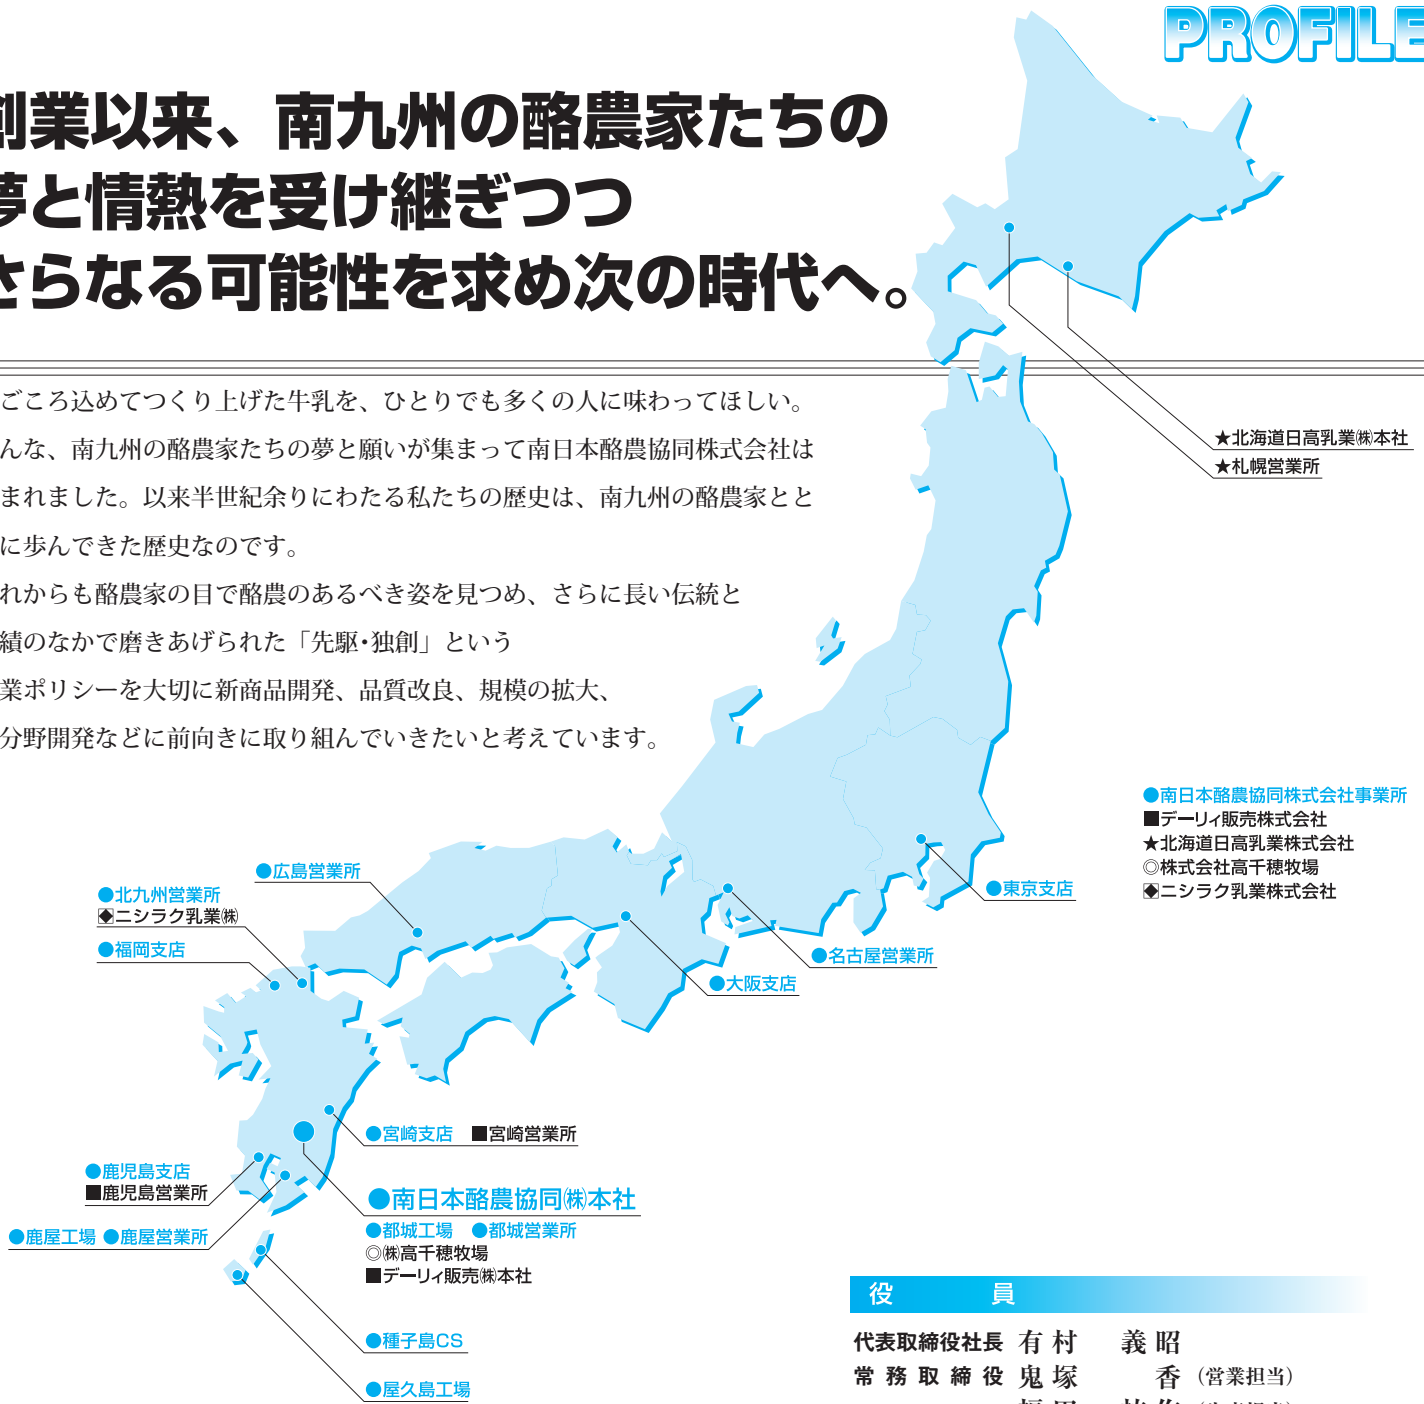 PROFILE
創業以来、南九州の酪農家たちの
夢と情熱を受け継ぎつつ
さらなる可能性を求め次の時代へ。
ごころ込めてつくり上げた牛乳を、ひとりでも多くの人に味わってほしい。
んな、南九州の酪農家たちの夢と願いが集まって南日本酪農協同株式会社は
まれました。以来半世紀余りにわたる私たちの歴史は、南九州の酪農家とと
に歩んできた歴史なのです。
れからも酪農家の目で酪農のあるべき姿を見つめ、さらに長い伝統と
績のなかで磨きあげられた「先駆・独創」という
業ポリシーを大切に新商品開発、品質改良、規模の拡大、
分野開発などに前向きに取り組んでいきたいと考えています。
★北海道日高乳業㈱本社
★札幌営業所
●南日本酪農協同株式会社事業所
■デーリィ販売株式会社
★北海道日高乳業株式会社
◎株式会社高千穂牧場
◈ニシラク乳業株式会社
●広島営業所
●北九州営業所
◈ニシラク乳業㈱
●福岡支店
●東京支店
●名古屋営業所
●大阪支店
●宮崎支店 ■宮崎営業所
●鹿児島支店
■鹿児島営業所
●南日本酪農協同㈱本社
●都城工場 ●都城営業所
◎㈱高千穂牧場
■デーリィ販売㈱本社
●鹿屋工場 ●鹿屋営業所
●種子島CS
●屋久島工場
役員
代表取締役社長 有村 義昭
常務取締役 鬼塚 香（営業担当）